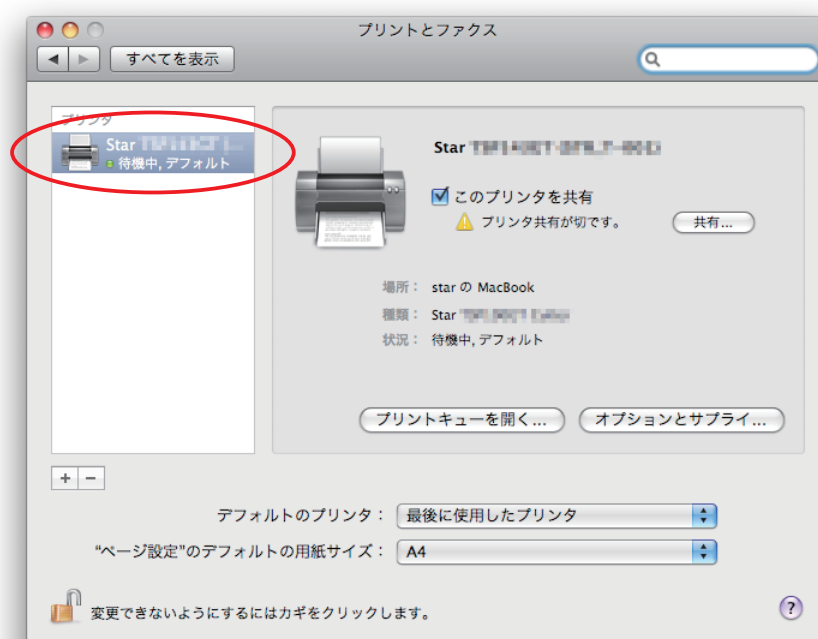 プリントとファクス
すべてを表示
プリンタ
Star
待機中, デフォルト
Star
このプリンタを共有
プリンタ共有が切です。
共有...
場所： star の MacBook
種類： Star
状況： 待機中, デフォルト
プリントキューを開く...
オプションとサプライ...
+ −
デフォルトのプリンタ： 最後に使用したプリンタ
“ページ設定”のデフォルトの用紙サイズ： A4
変更できないようにするにはカギをクリックします。
?